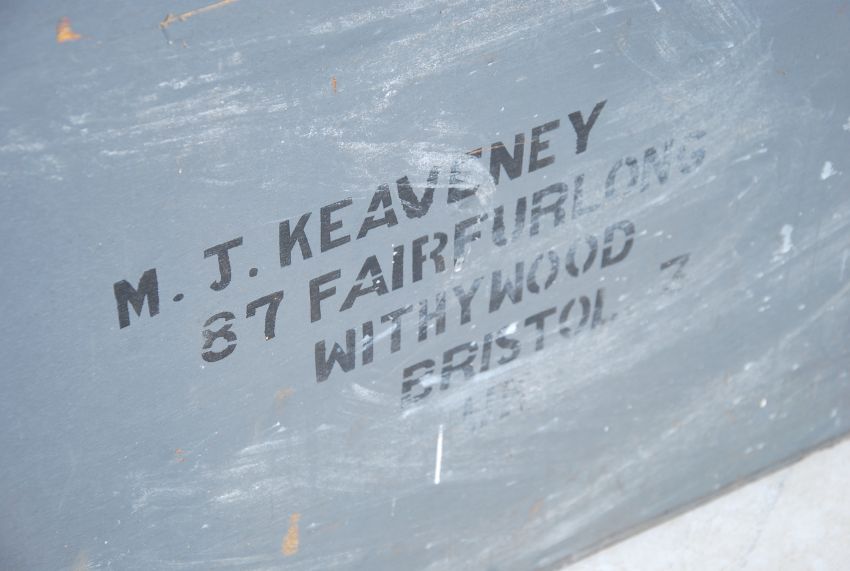 M. J. KEAVENEY
87 FAIRFURLONG
WITHYWOOD
BRISTOL 3